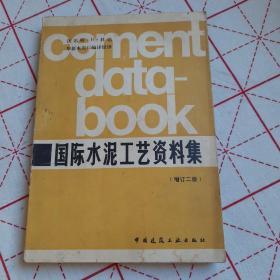 cement
data-
book
国际水泥工艺资料集
（增订二版）
中国建筑工业出版社